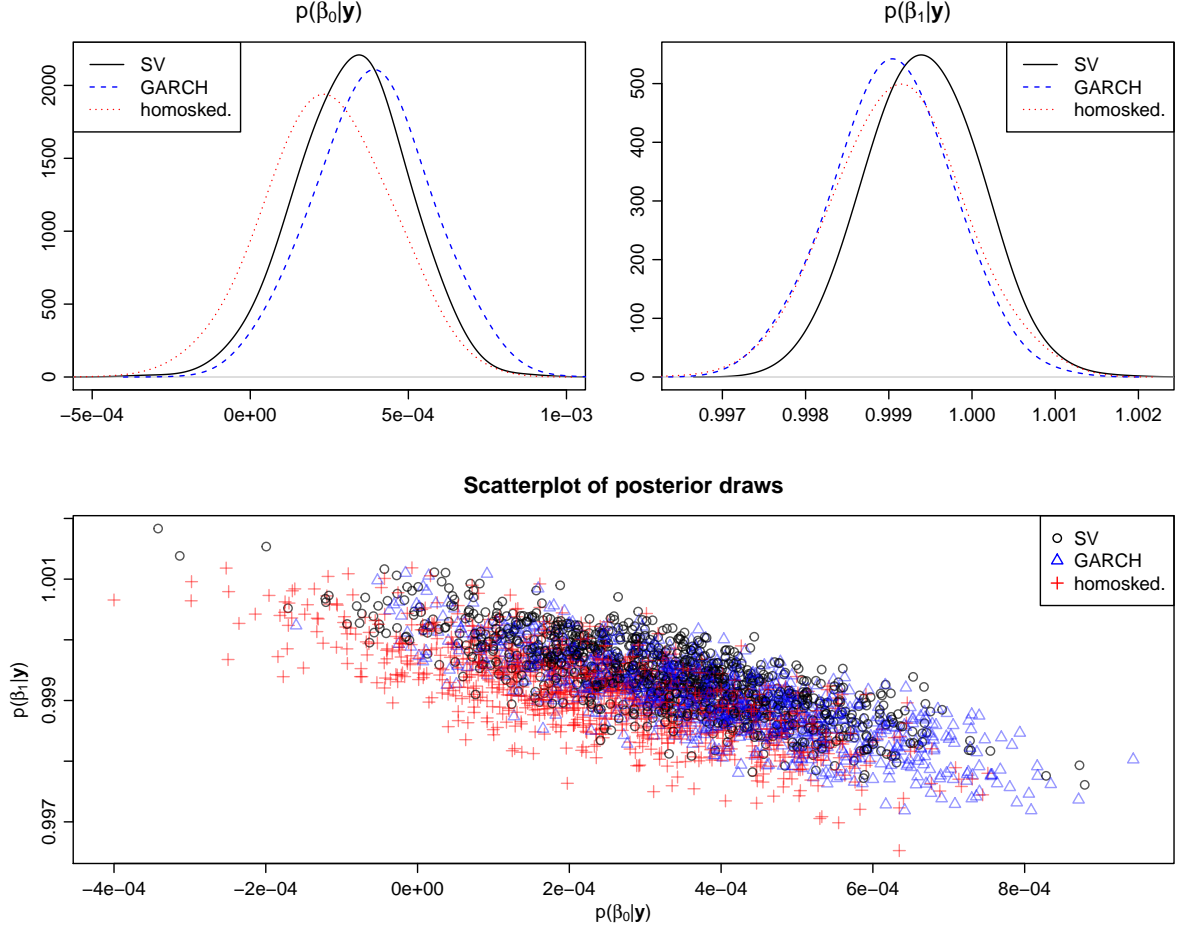 p(β₀|y)
SV
GARCH
homosked.
0
500
1000
1500
2000
−5e−04 0e+00 5e−04 1e−03
p(β₁|y)
SV
GARCH
homosked.
0
100
200
300
400
500
0.997 0.998 0.999 1.000 1.001 1.002
Scatterplot of posterior draws
SV
GARCH
homosked.
p(β₁|y)
0.997
0.999
1.001
−4e−04 −2e−04 0e+00 2e−04 4e−04 6e−04 8e−04
p(β₀|y)